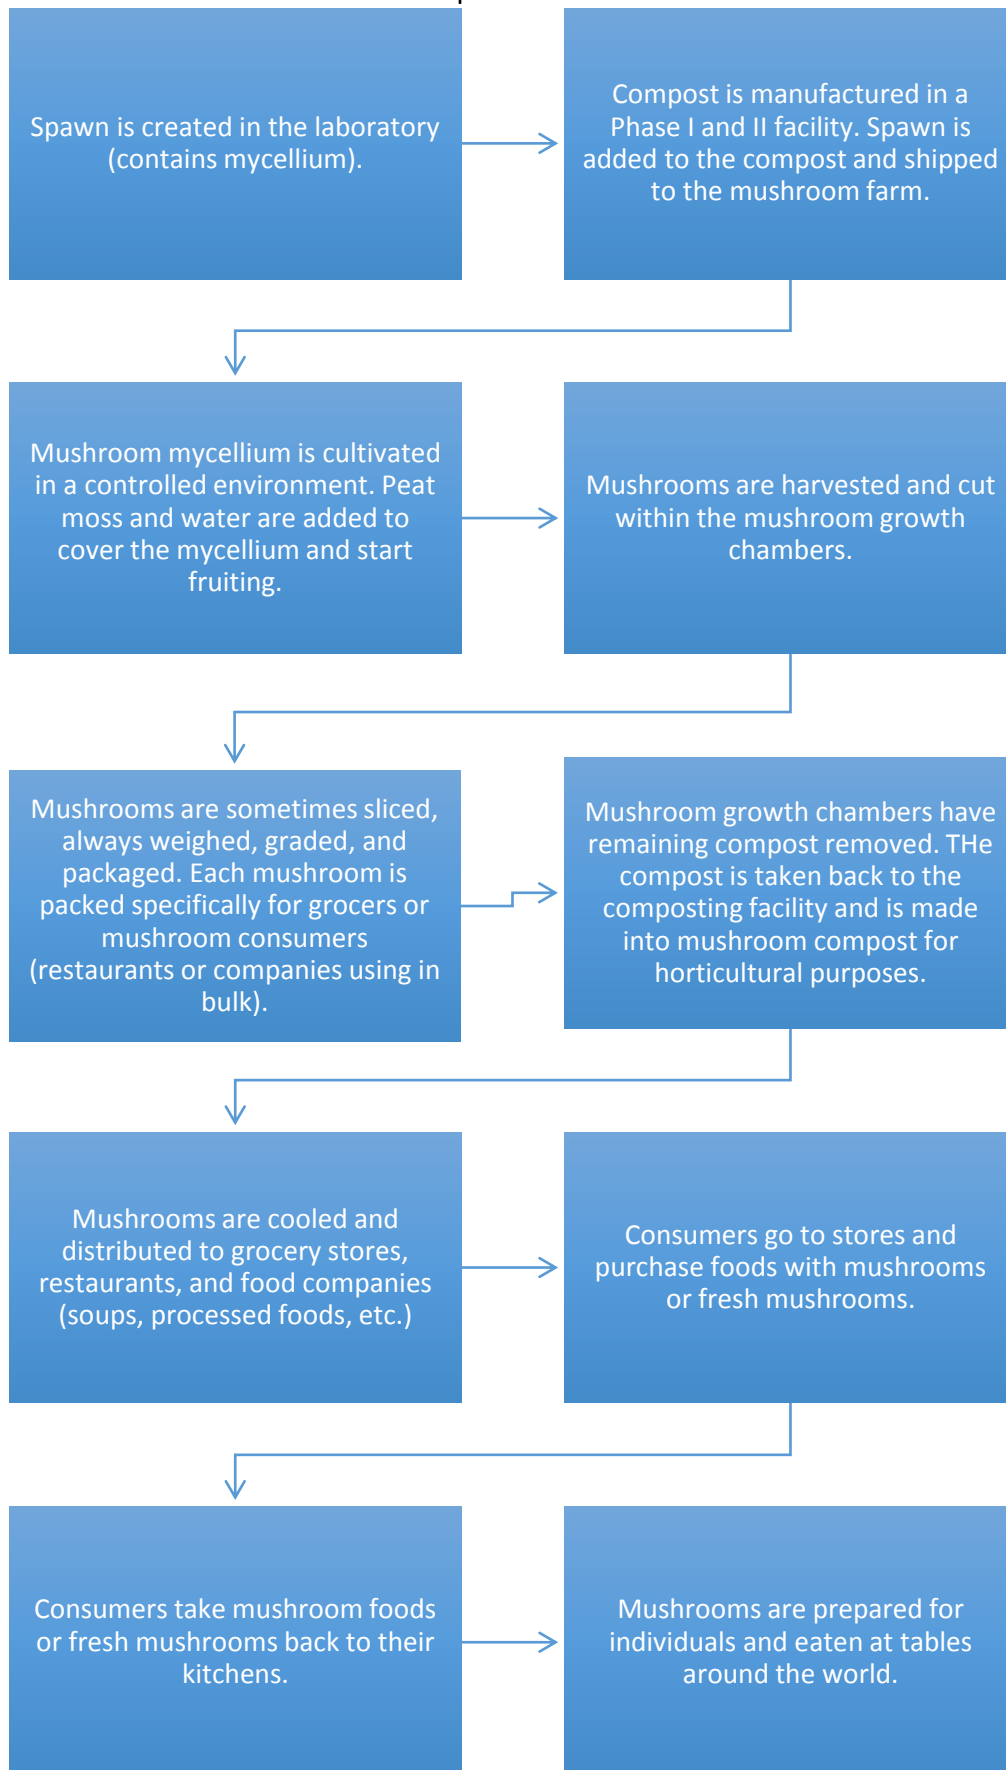 Spawn is created in the laboratory
(contains mycellium).
Compost is manufactured in a
Phase I and II facility. Spawn is
added to the compost and shipped
to the mushroom farm.
Mushroom mycellium is cultivated
in a controlled environment. Peat
moss and water are added to
cover the mycellium and start
fruiting.
Mushrooms are harvested and cut
within the mushroom growth
chambers.
Mushrooms are sometimes sliced,
always weighed, graded, and
packaged. Each mushroom is
packed specifically for grocers or
mushroom consumers
(restaurants or companies using in
bulk).
Mushroom growth chambers have
remaining compost removed. THe
compost is taken back to the
composting facility and is made
into mushroom compost for
horticultural purposes.
Mushrooms are cooled and
distributed to grocery stores,
restaurants, and food companies
(soups, processed foods, etc.)
Consumers go to stores and
purchase foods with mushrooms
or fresh mushrooms.
Consumers take mushroom foods
or fresh mushrooms back to their
kitchens.
Mushrooms are prepared for
individuals and eaten at tables
around the world.